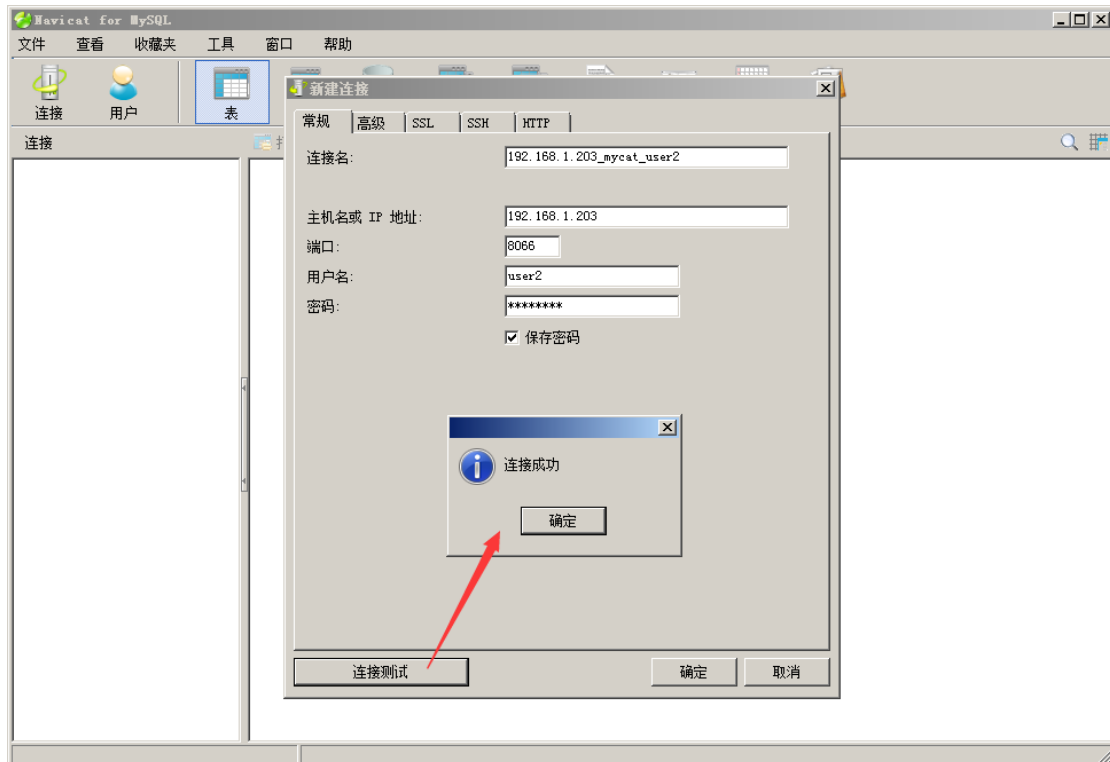 Navicat for MySQL
文件 查看 收藏夹 工具 窗口 帮助
连接 用户 表
新建连接
常规 高级 SSL SSH HTTP
连接
连接名: 192.168.1.203_mycat_user2
主机名或 IP 地址: 192.168.1.203
端口: 8066
用户名: user2
密码: ********
保存密码
连接成功
确定
连接测试 确定 取消